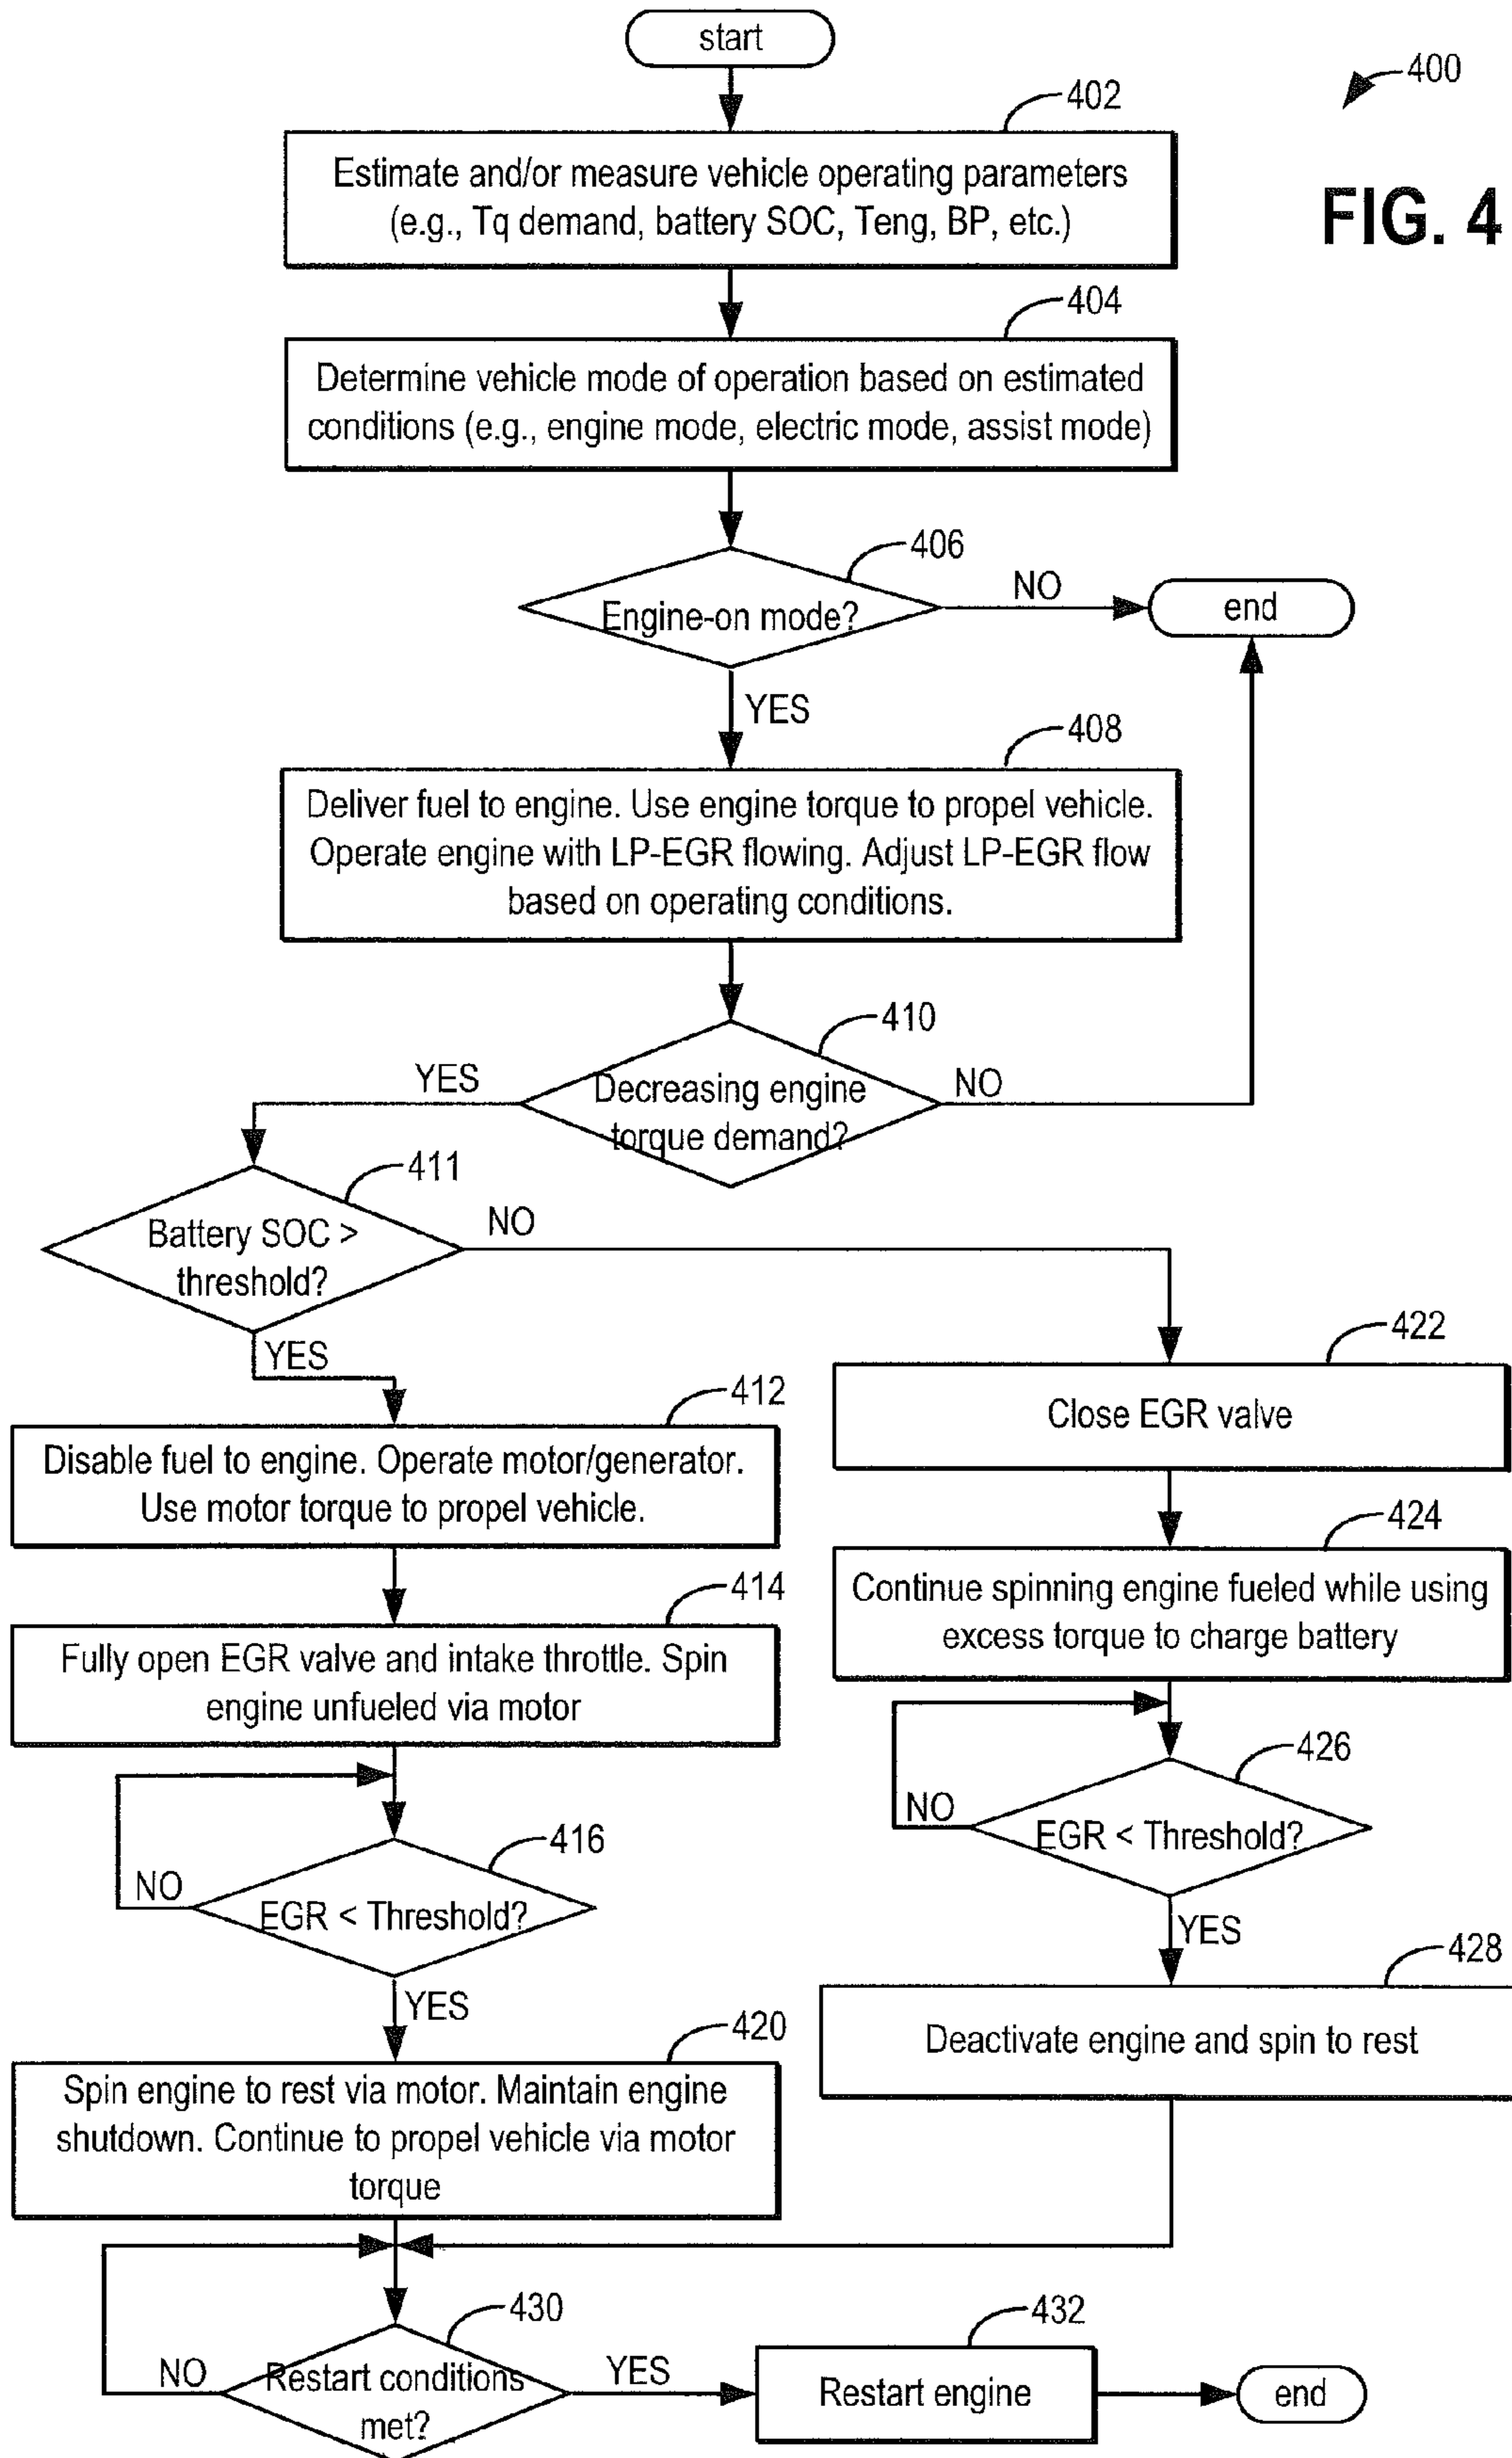 start
400
402
Estimate and/or measure vehicle operating parameters
(e.g., Tq demand, battery SOC, Teng, BP, etc.)
FIG. 4
404
Determine vehicle mode of operation based on estimated
conditions (e.g., engine mode, electric mode, assist mode)
406
Engine-on mode?
NO
end
YES
408
Deliver fuel to engine. Use engine torque to propel vehicle.
Operate engine with LP-EGR flowing. Adjust LP-EGR flow
based on operating conditions.
410
Decreasing engine
torque demand?
YES
NO
411
Battery SOC >
threshold?
NO
YES
412
Disable fuel to engine. Operate motor/generator.
Use motor torque to propel vehicle.
422
Close EGR valve
414
Fully open EGR valve and intake throttle. Spin
engine unfueled via motor
424
Continue spinning engine fueled while using
excess torque to charge battery
416
EGR < Threshold?
NO
YES
426
EGR < Threshold?
NO
YES
420
Spin engine to rest via motor. Maintain engine
shutdown. Continue to propel vehicle via motor
torque
428
Deactivate engine and spin to rest
430
Restart conditions
met?
NO
YES
432
Restart engine
end